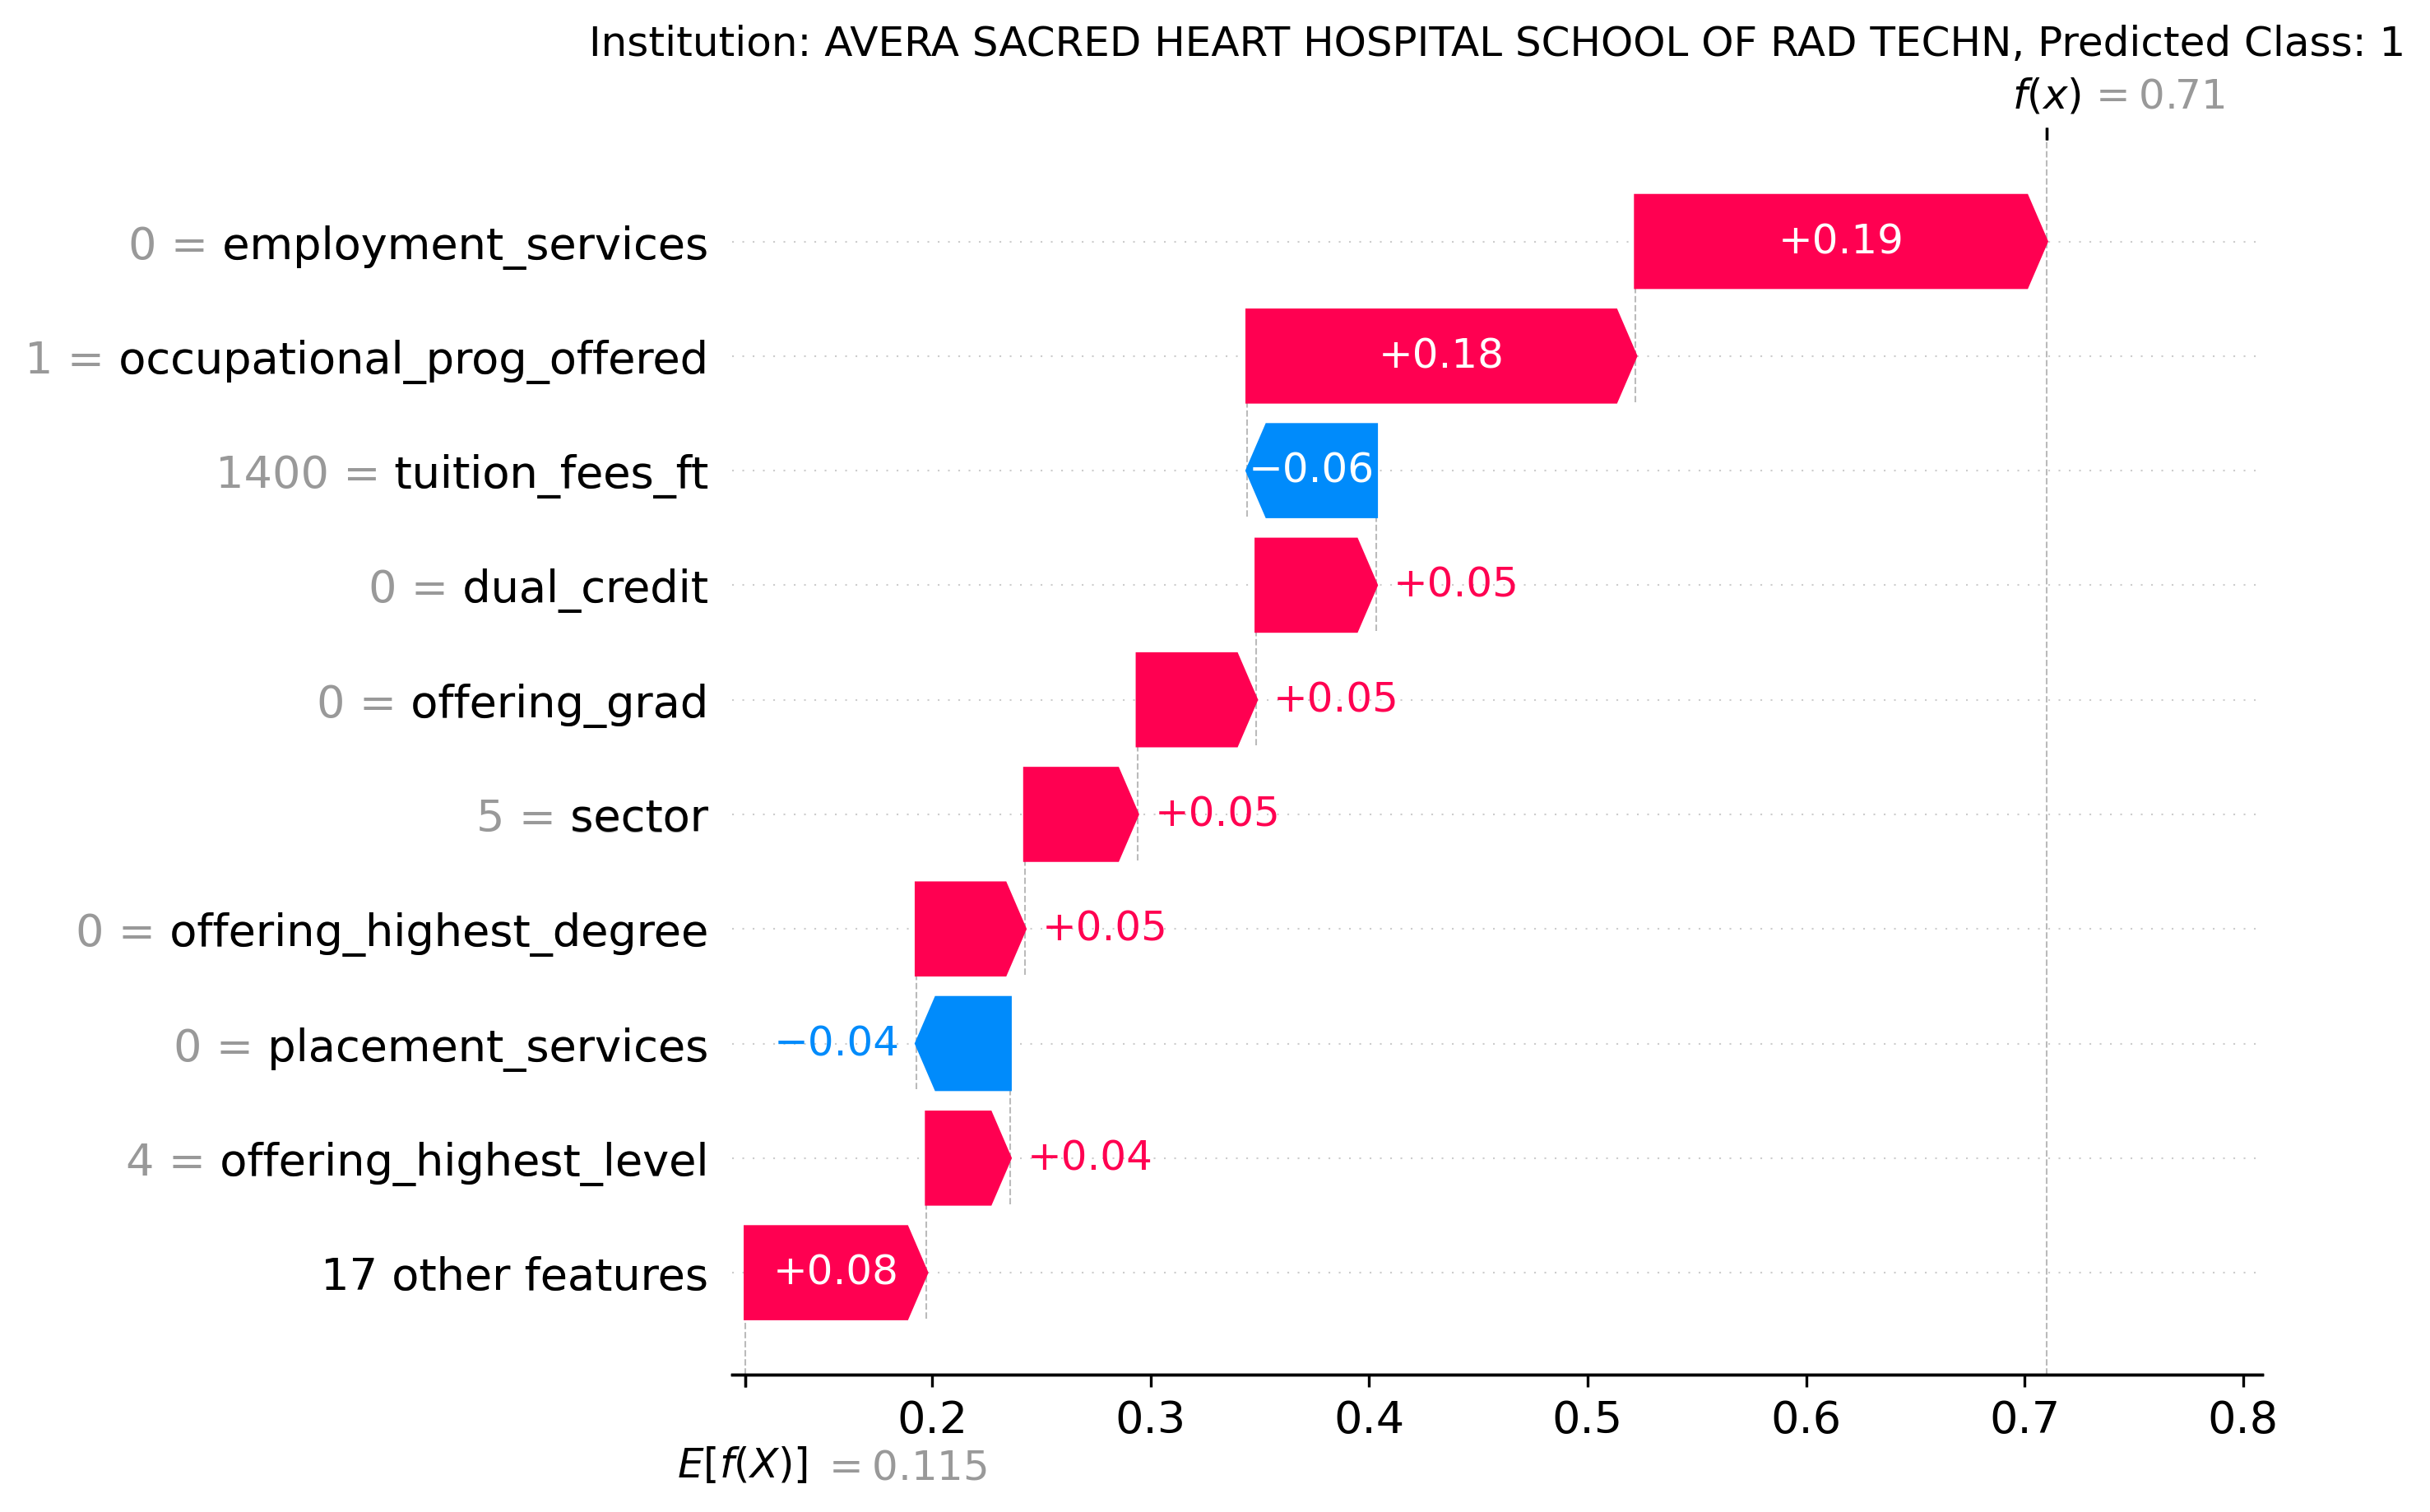 Institution: AVERA SACRED HEART HOSPITAL SCHOOL OF RAD TECHN, Predicted Class: 1
f(x) = 0.71
0 = employment_services +0.19
1 = occupational_prog_offered +0.18
1400 = tuition_fees_ft −0.06
0 = dual_credit +0.05
0 = offering_grad +0.05
5 = sector +0.05
0 = offering_highest_degree +0.05
0 = placement_services −0.04
4 = offering_highest_level +0.04
17 other features +0.08
0.2 0.3 0.4 0.5 0.6 0.7 0.8
E[f(X)] = 0.115